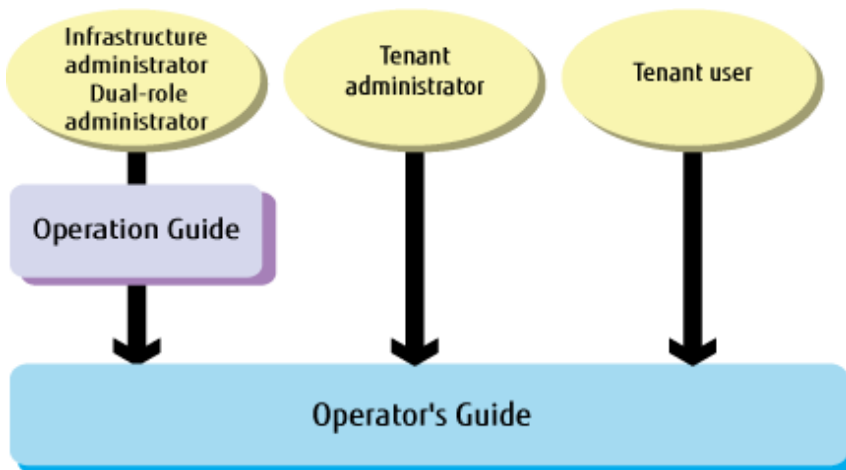 Infrastructure
administrator
Dual-role
administrator
Tenant
administrator
Tenant user
Operation Guide
Operator's Guide